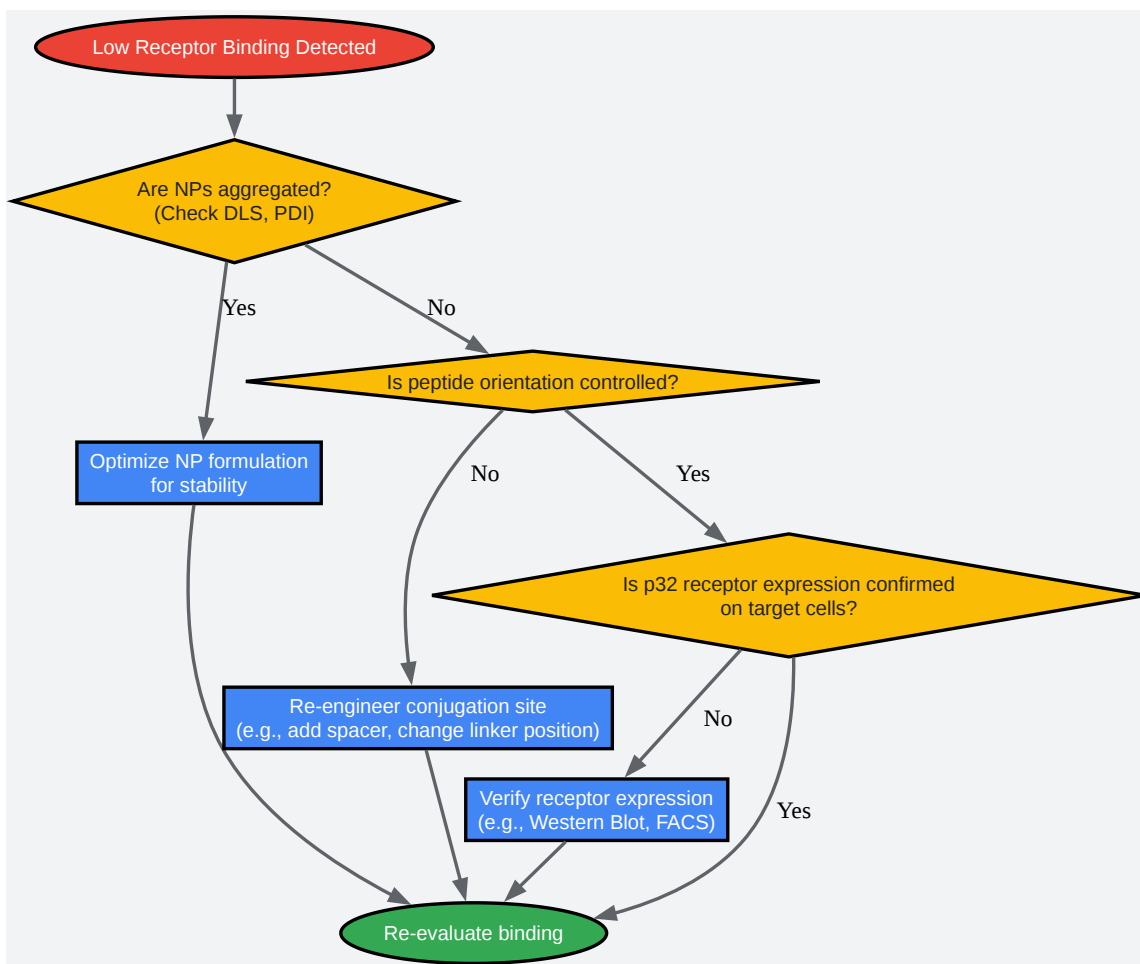 Low Receptor Binding Detected
Are NPs aggregated?
(Check DLS, PDI)
Yes
No
Is peptide orientation controlled?
Optimize NP formulation
for stability
No
Yes
Is p32 receptor expression confirmed
on target cells?
Re-engineer conjugation site
(e.g., add spacer, change linker position)
No
Verify receptor expression
(e.g., Western Blot, FACS)
Yes
Re-evaluate binding